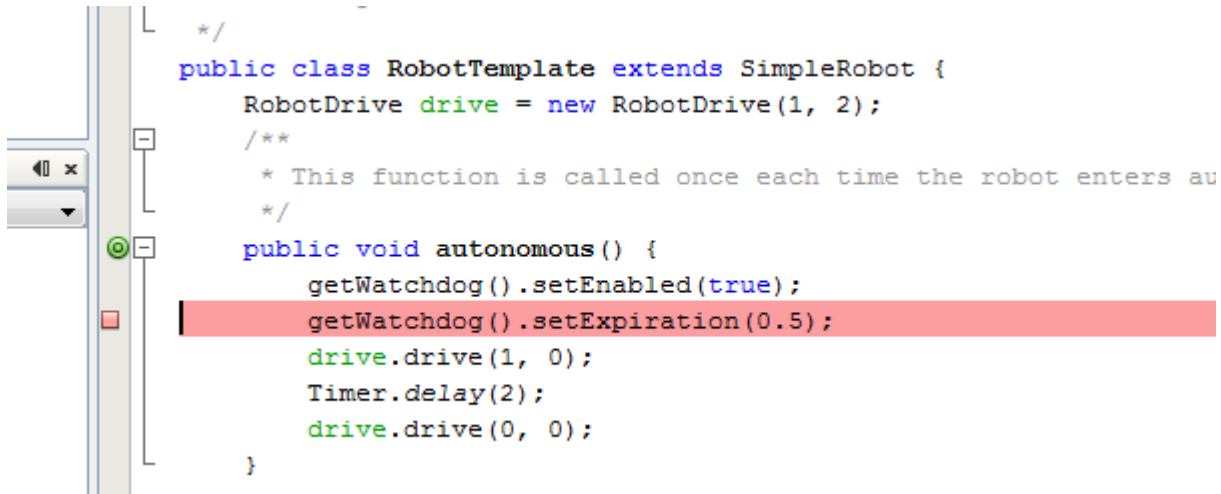 */
public class RobotTemplate extends SimpleRobot {
RobotDrive drive = new RobotDrive(1, 2);
/**
* This function is called once each time the robot enters au
*/
public void autonomous() {
getWatchdog().setEnabled(true);
getWatchdog().setExpiration(0.5);
drive.drive(1, 0);
Timer.delay(2);
drive.drive(0, 0);
}